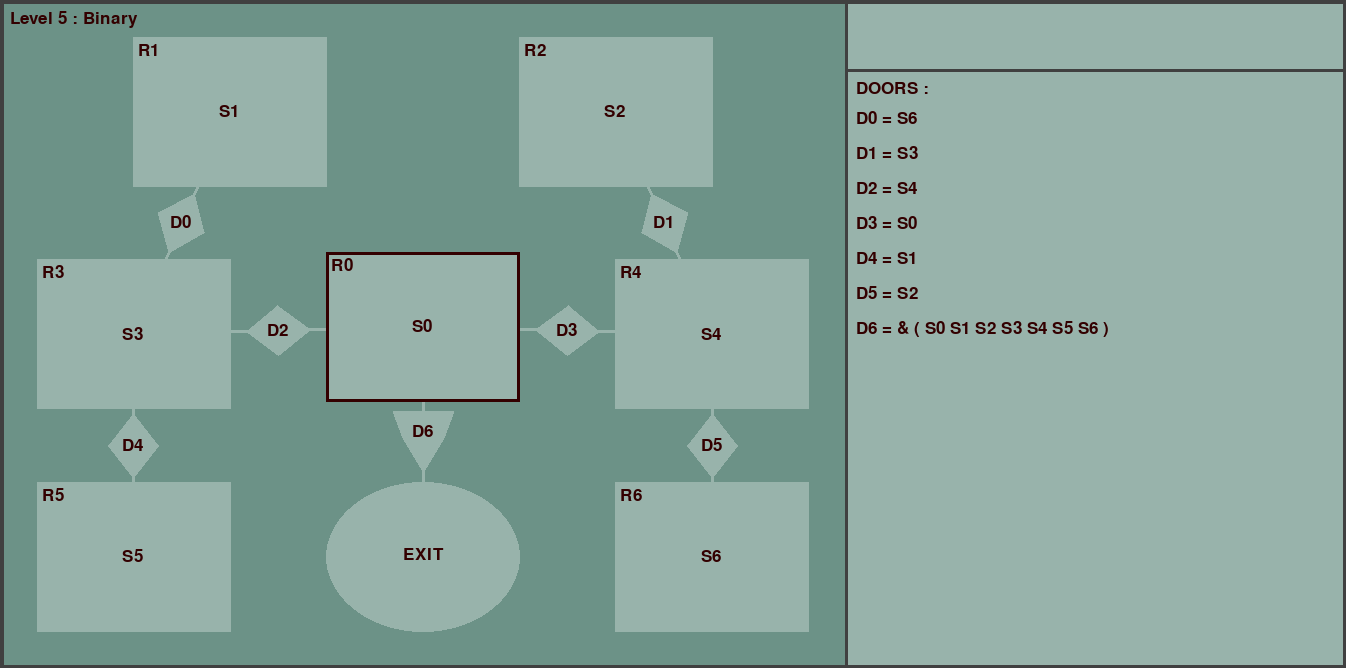 Level 5 : Binary
R1
S1
R2
S2
D0
D1
R3
S3
D2
R0
S0
D3
R4
S4
D4
D6
D5
R5
S5
EXIT
R6
S6
DOORS :
D0 = S6
D1 = S3
D2 = S4
D3 = S0
D4 = S1
D5 = S2
D6 = & ( S0 S1 S2 S3 S4 S5 S6 )